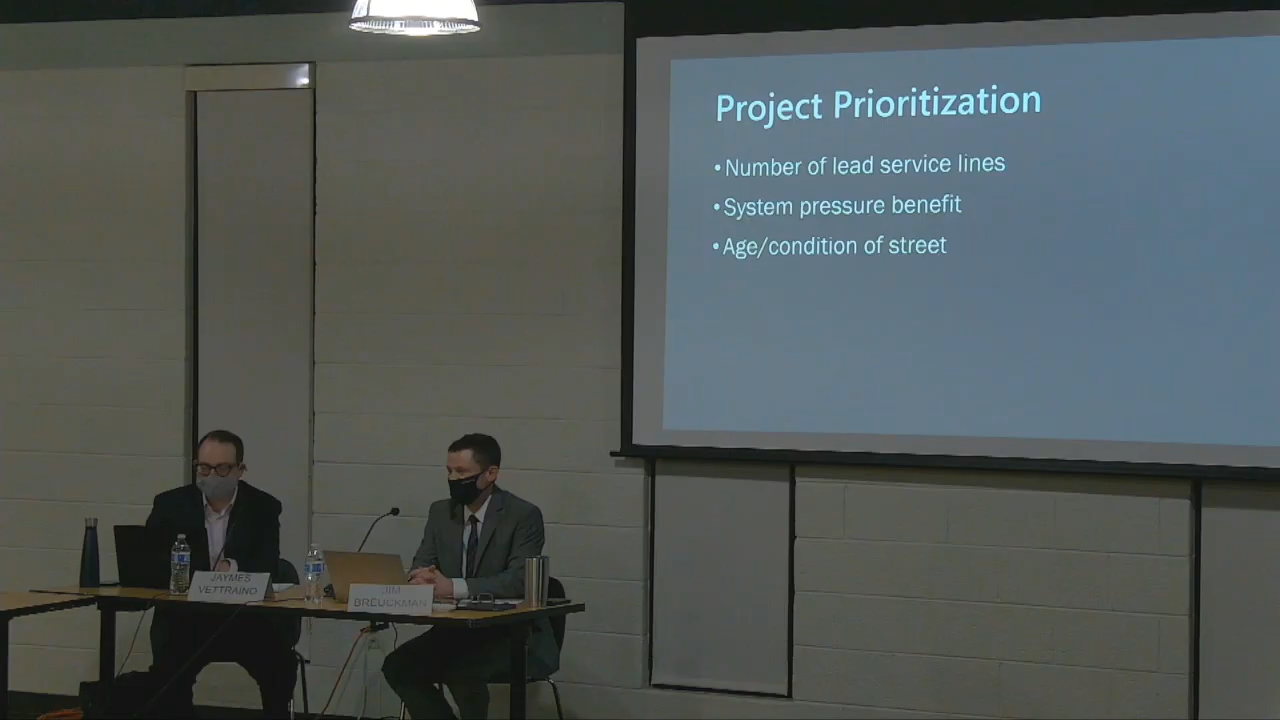 Project Prioritization
•Number of lead service lines
•System pressure benefit
•Age/condition of street
JAYMES
VETTRAINO
JIM
BREUCKMAN